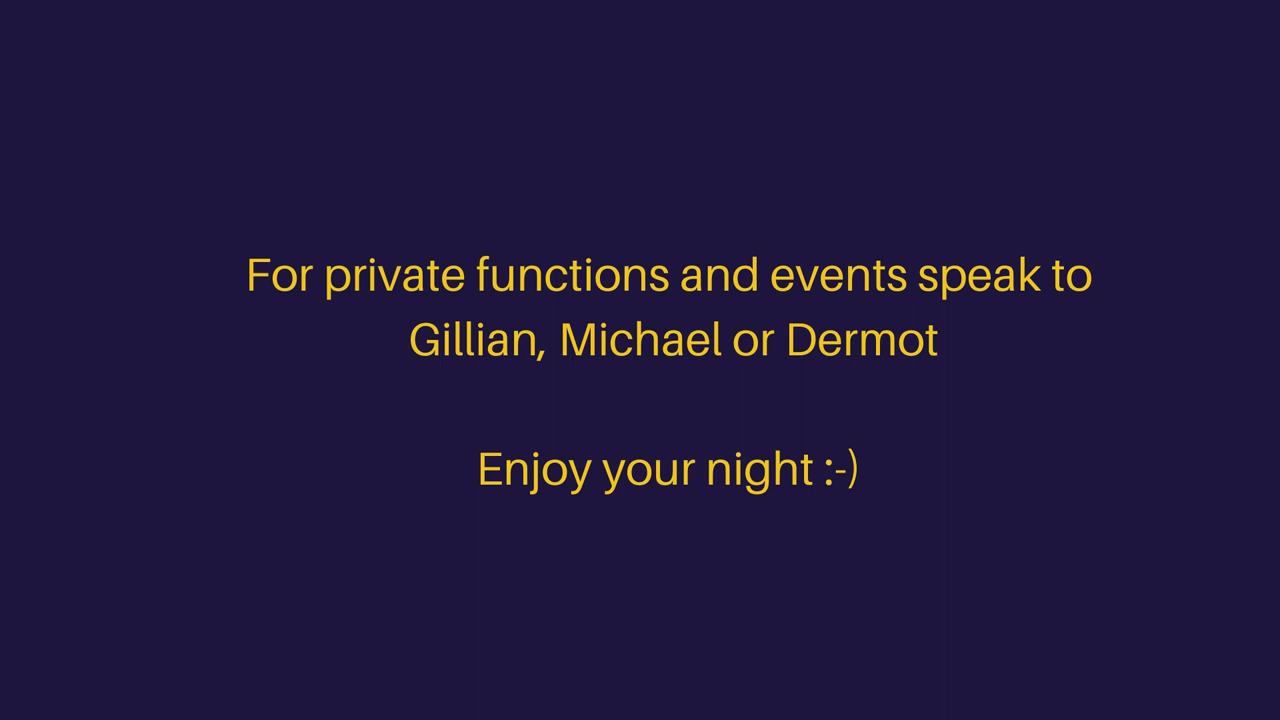 For private functions and events speak to
Gillian, Michael or Dermot
Enjoy your night :-)